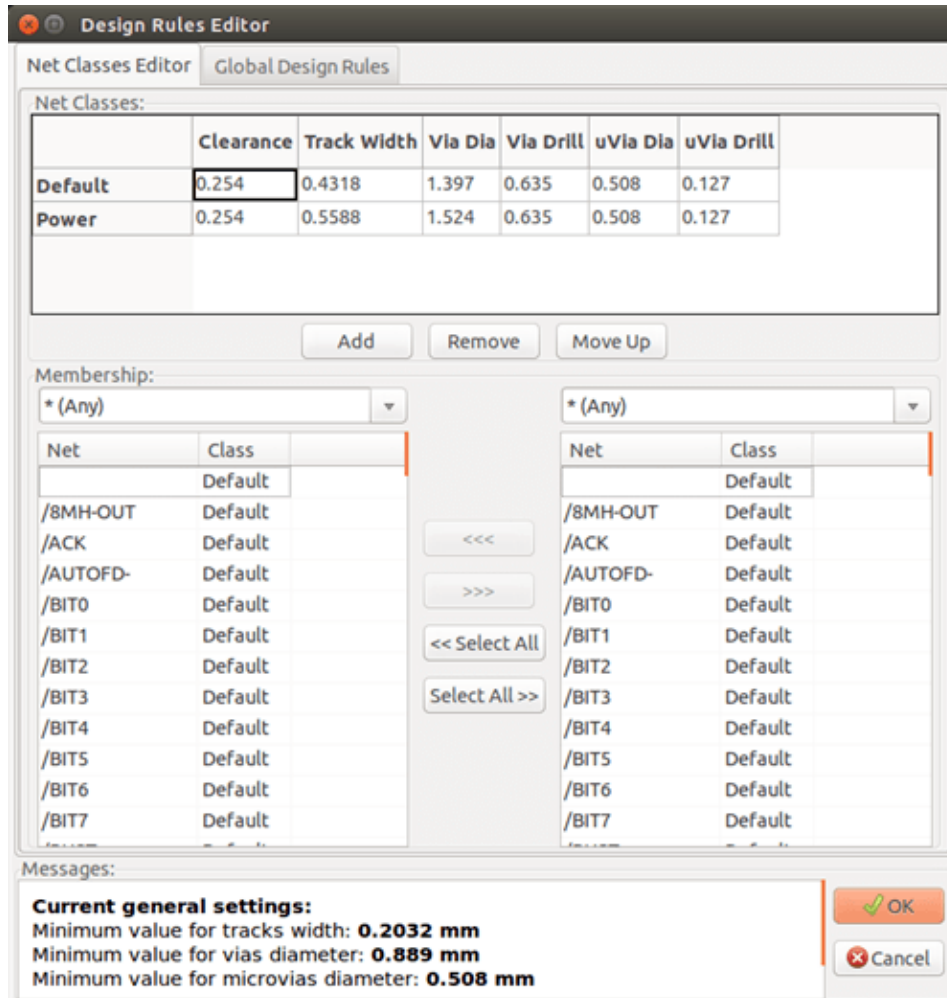 Design Rules Editor
Net Classes Editor Global Design Rules
Net Classes:
Clearance Track Width Via Dia Via Drill uVia Dia uVia Drill
Default 0.254 0.4318 1.397 0.635 0.508 0.127
Power 0.254 0.5588 1.524 0.635 0.508 0.127
Add Remove Move Up
Membership:
* (Any) * (Any)
Net Class Net Class
Default Default
/8MH-OUT Default /8MH-OUT Default
/ACK Default <<< /ACK Default
/AUTOFD- Default /AUTOFD- Default
/BIT0 Default >>> /BIT0 Default
/BIT1 Default << Select All /BIT1 Default
/BIT2 Default /BIT2 Default
/BIT3 Default Select All >> /BIT3 Default
/BIT4 Default /BIT4 Default
/BIT5 Default /BIT5 Default
/BIT6 Default /BIT6 Default
/BIT7 Default /BIT7 Default
Messages:
Current general settings:
Minimum value for tracks width: 0.2032 mm
Minimum value for vias diameter: 0.889 mm
Minimum value for microvias diameter: 0.508 mm
OK
Cancel